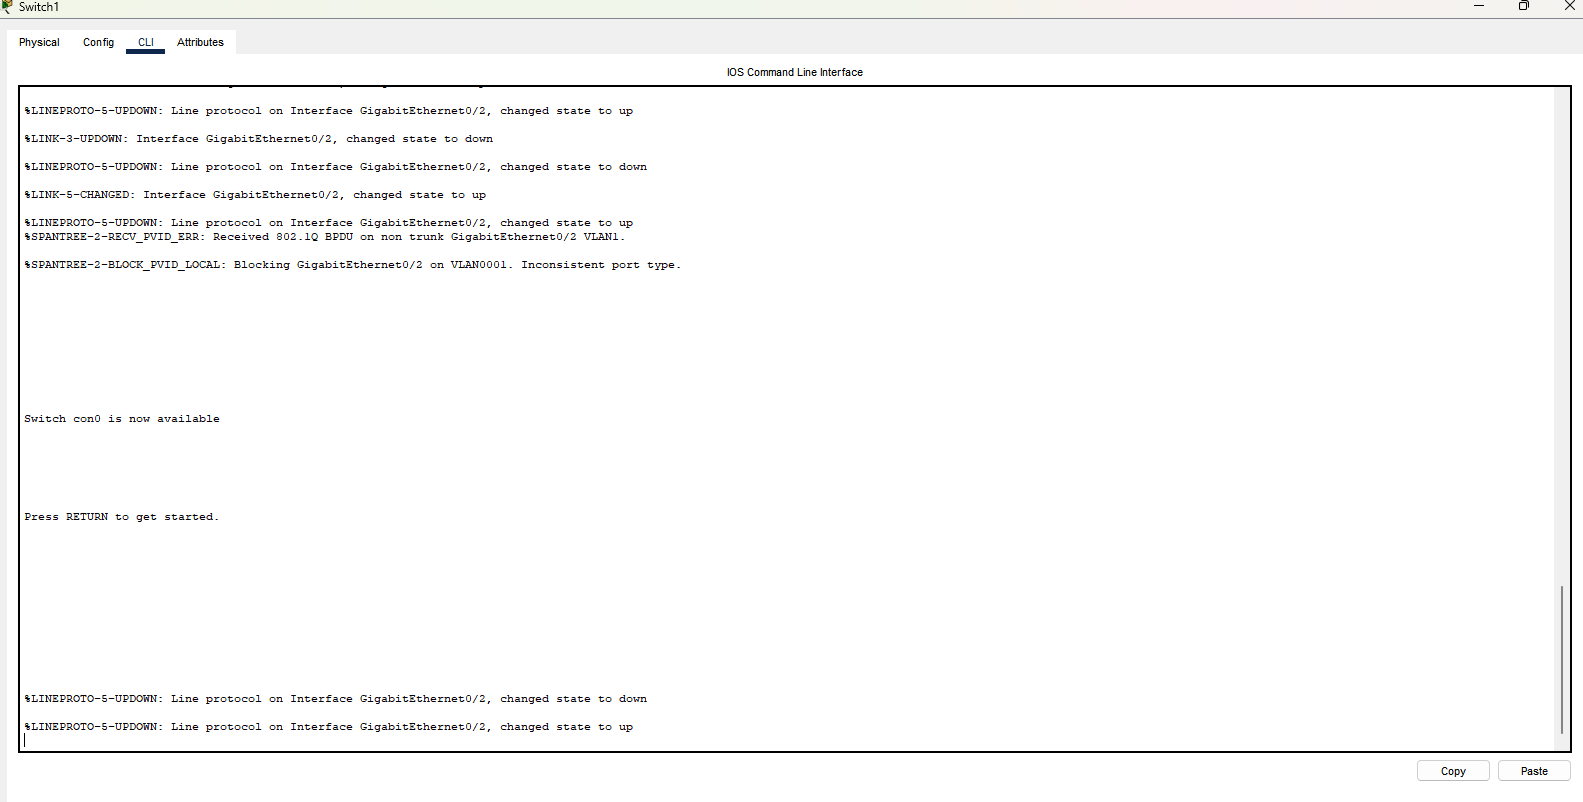 Switch1
Physical Config CLI Attributes
IOS Command Line Interface
%LINEPROTO-5-UPDOWN: Line protocol on Interface GigabitEthernet0/2, changed state to up
%LINK-3-UPDOWN: Interface GigabitEthernet0/2, changed state to down
%LINEPROTO-5-UPDOWN: Line protocol on Interface GigabitEthernet0/2, changed state to down
%LINK-5-CHANGED: Interface GigabitEthernet0/2, changed state to up
%LINEPROTO-5-UPDOWN: Line protocol on Interface GigabitEthernet0/2, changed state to up
%SPANTREE-2-RECV_PVID_ERR: Received 802.1Q BPDU on non trunk GigabitEthernet0/2 VLAN1.
%SPANTREE-2-BLOCK_PVID_LOCAL: Blocking GigabitEthernet0/2 on VLAN0001. Inconsistent port type.
Switch con0 is now available
Press RETURN to get started.
%LINEPROTO-5-UPDOWN: Line protocol on Interface GigabitEthernet0/2, changed state to down
%LINEPROTO-5-UPDOWN: Line protocol on Interface GigabitEthernet0/2, changed state to up
Copy Paste